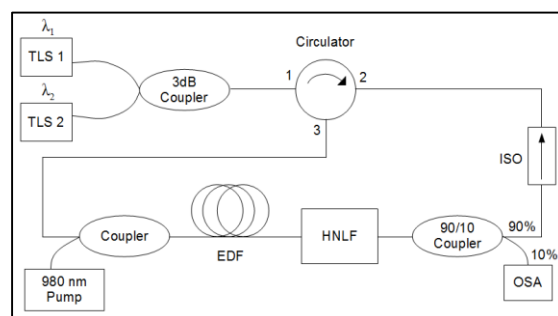 λ1
TLS 1
λ2
TLS 2
3dB
Coupler
Circulator
1
2
3
ISO
Coupler
EDF
HNLF
90/10
Coupler
90%
10%
OSA
980 nm
Pump